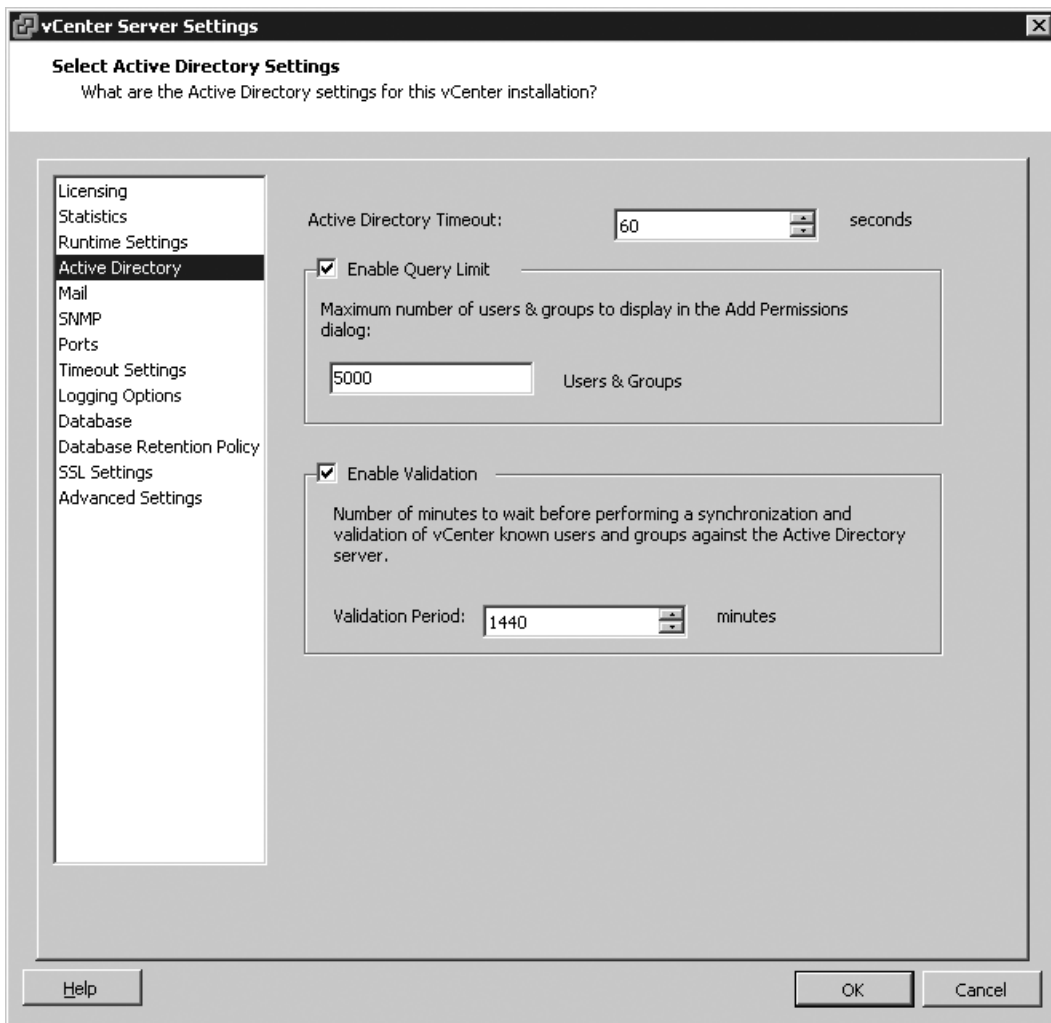 vCenter Server Settings
Select Active Directory Settings
What are the Active Directory settings for this vCenter installation?
Licensing
Statistics
Runtime Settings
Active Directory
Mail
SNMP
Ports
Timeout Settings
Logging Options
Database
Database Retention Policy
SSL Settings
Advanced Settings
Active Directory Timeout: 60 seconds
Enable Query Limit
Maximum number of users & groups to display in the Add Permissions
dialog:
5000 Users & Groups
Enable Validation
Number of minutes to wait before performing a synchronization and
validation of vCenter known users and groups against the Active Directory
server.
Validation Period: 1440 minutes
Help OK Cancel